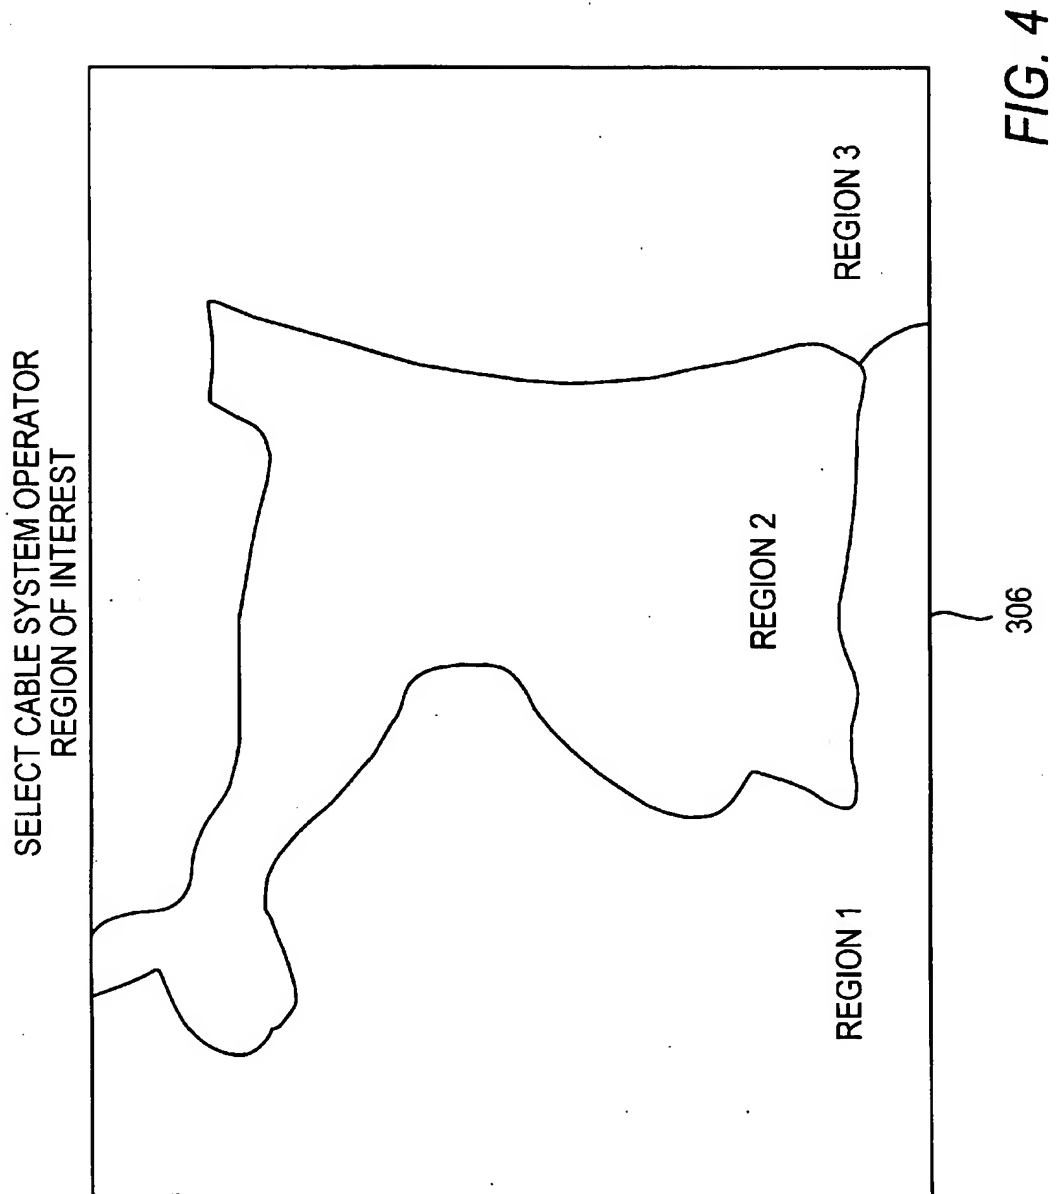 SELECT CABLE SYSTEM OPERATOR
REGION OF INTEREST
REGION 1
REGION 2
REGION 3
306
FIG. 4